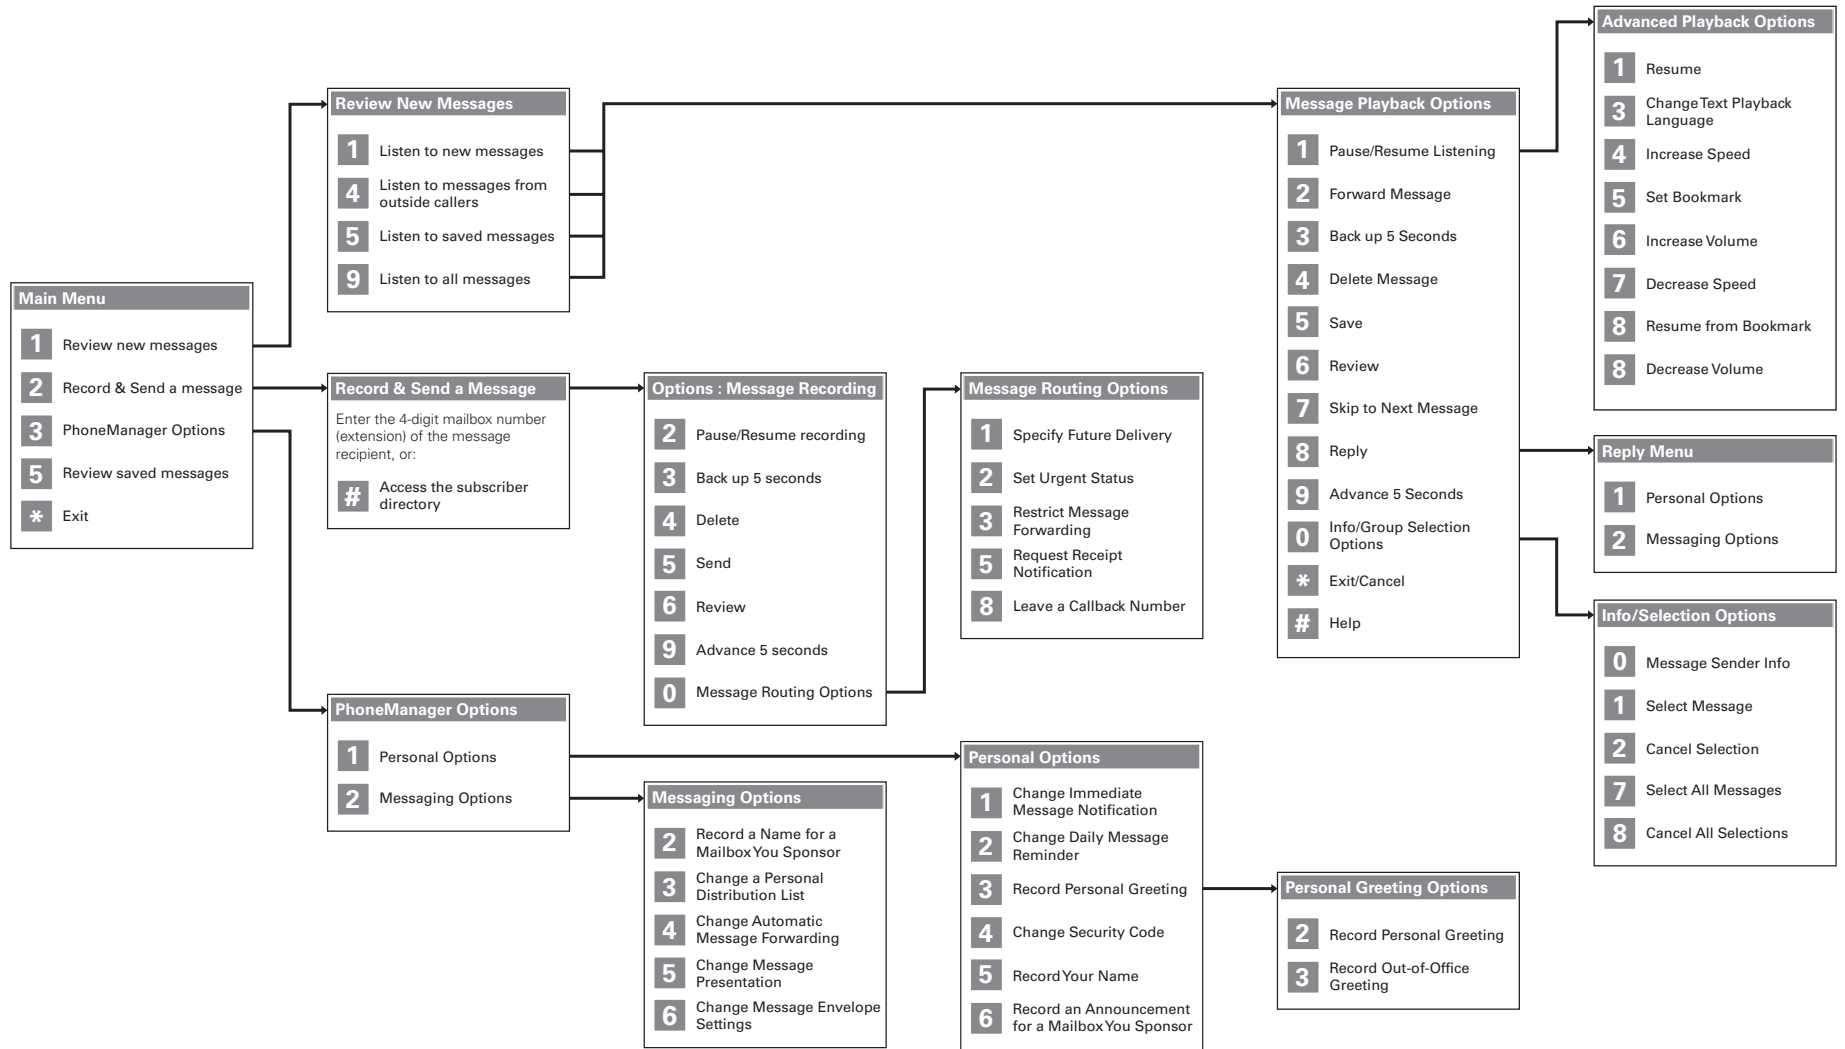 Main Menu
1 Review new messages
2 Record & Send a message
3 PhoneManager Options
5 Review saved messages
* Exit
Review New Messages
1 Listen to new messages
4 Listen to messages from
outside callers
5 Listen to saved messages
9 Listen to all messages
Record & Send a Message
Enter the 4-digit mailbox number
(extension) of the message
recipient, or:
# Access the subscriber
directory
Options : Message Recording
2 Pause/Resume recording
3 Back up 5 seconds
4 Delete
5 Send
6 Review
9 Advance 5 seconds
0 Message Routing Options
Message Routing Options
1 Specify Future Delivery
2 Set Urgent Status
3 Restrict Message
Forwarding
5 Request Receipt
Notification
8 Leave a Callback Number
PhoneManager Options
1 Personal Options
2 Messaging Options
Messaging Options
2 Record a Name for a
Mailbox You Sponsor
3 Change a Personal
Distribution List
4 Change Automatic
Message Forwarding
5 Change Message
Presentation
6 Change Message Envelope
Settings
Personal Options
1 Change Immediate
Message Notification
2 Change Daily Message
Reminder
3 Record Personal Greeting
4 Change Security Code
5 Record Your Name
6 Record an Announcement
for a Mailbox You Sponsor
Personal Greeting Options
2 Record Personal Greeting
3 Record Out-of-Office
Greeting
Message Playback Options
1 Pause/Resume Listening
2 Forward Message
3 Back up 5 Seconds
4 Delete Message
5 Save
6 Review
7 Skip to Next Message
8 Reply
9 Advance 5 Seconds
0 Info/Group Selection
Options
* Exit/Cancel
# Help
Advanced Playback Options
1 Resume
3 Change Text Playback
Language
4 Increase Speed
5 Set Bookmark
6 Increase Volume
7 Decrease Speed
8 Resume from Bookmark
8 Decrease Volume
Reply Menu
1 Personal Options
2 Messaging Options
Info/Selection Options
0 Message Sender Info
1 Select Message
2 Cancel Selection
7 Select All Messages
8 Cancel All Selections